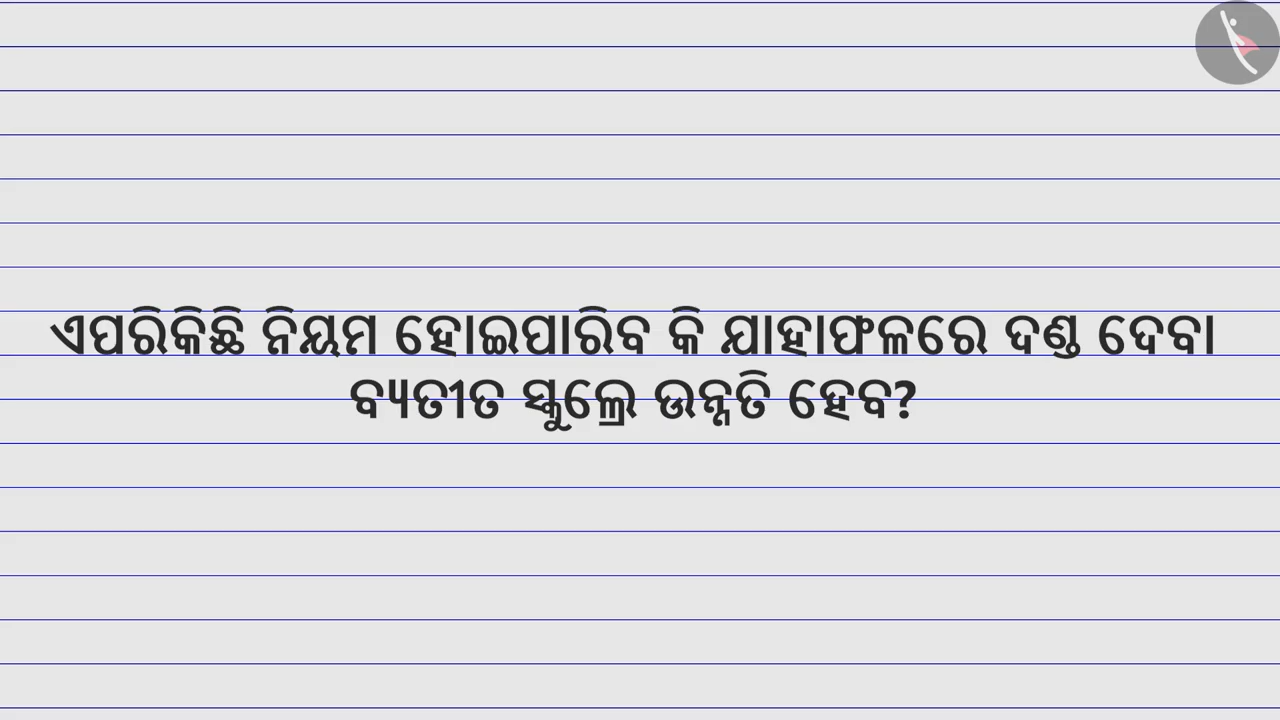 ଏପରିକିଛି ନିୟମ ହୋଇପାରିବ କି ଯାହାଫଳରେ ଦଣ୍ଡ ଦେବା
ବ୍ୟତୀତ ସ୍କୁଲ୍ରେ ଉନ୍ନତି ହେବ?